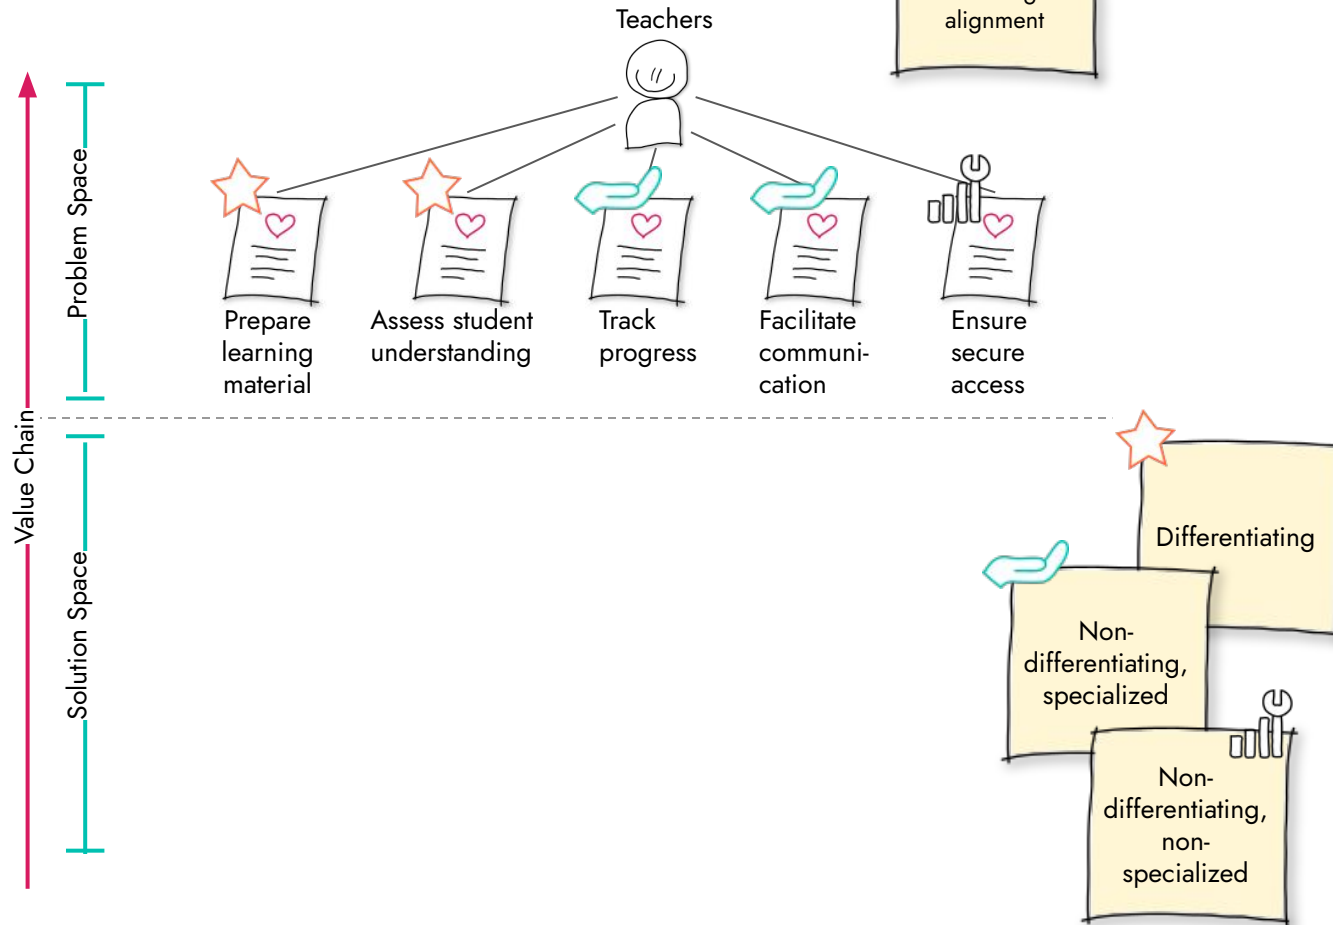 Teachers
alignment
Problem Space
Prepare
learning
material
Assess student
understanding
Track
progress
Facilitate
communi-
cation
Ensure
secure
access
Value Chain
Solution Space
Differentiating
Non-
differentiating,
specialized
Non-
differentiating,
non-
specialized